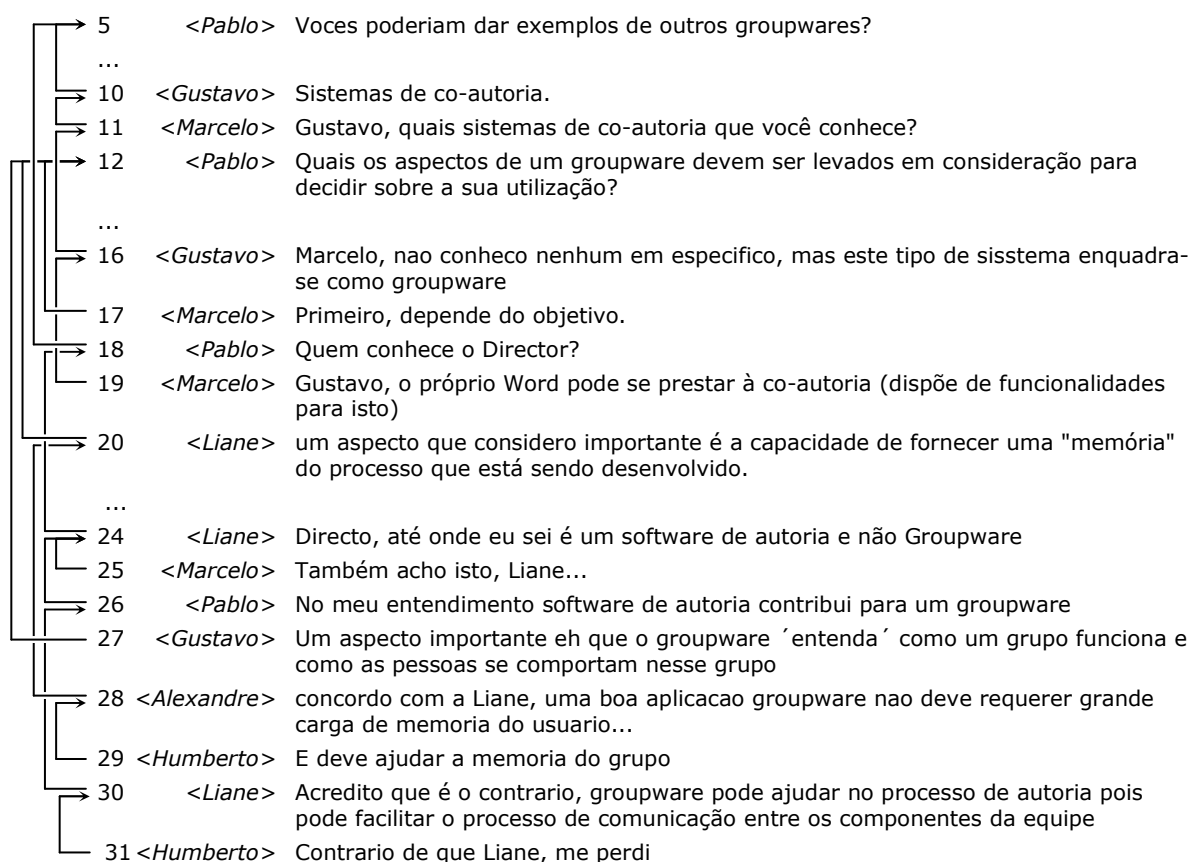 5 <Pablo> Voces poderiam dar exemplos de outros groupwares?
...
10 <Gustavo> Sistemas de co-autoria.
11 <Marcelo> Gustavo, quais sistemas de co-autoria que você conhece?
12 <Pablo> Quais os aspectos de um groupware devem ser levados em consideração para
decidir sobre a sua utilização?
...
16 <Gustavo> Marcelo, nao conheco nenhum em especifico, mas este tipo de sisstema enquadra-
se como groupware
17 <Marcelo> Primeiro, depende do objetivo.
18 <Pablo> Quem conhece o Director?
19 <Marcelo> Gustavo, o próprio Word pode se prestar à co-autoria (dispõe de funcionalidades
para isto)
20 <Liane> um aspecto que considero importante é a capacidade de fornecer uma "memória"
do processo que está sendo desenvolvido.
...
24 <Liane> Directo, até onde eu sei é um software de autoria e não Groupware
25 <Marcelo> Também acho isto, Liane...
26 <Pablo> No meu entendimento software de autoria contribui para um groupware
27 <Gustavo> Um aspecto importante eh que o groupware ´entenda´ como um grupo funciona e
como as pessoas se comportam nesse grupo
28 <Alexandre> concordo com a Liane, uma boa aplicacao groupware nao deve requerer grande
carga de memoria do usuario...
29 <Humberto> E deve ajudar a memoria do grupo
30 <Liane> Acredito que é o contrario, groupware pode ajudar no processo de autoria pois
pode facilitar o processo de comunicação entre os componentes da equipe
31 <Humberto> Contrario de que Liane, me perdi